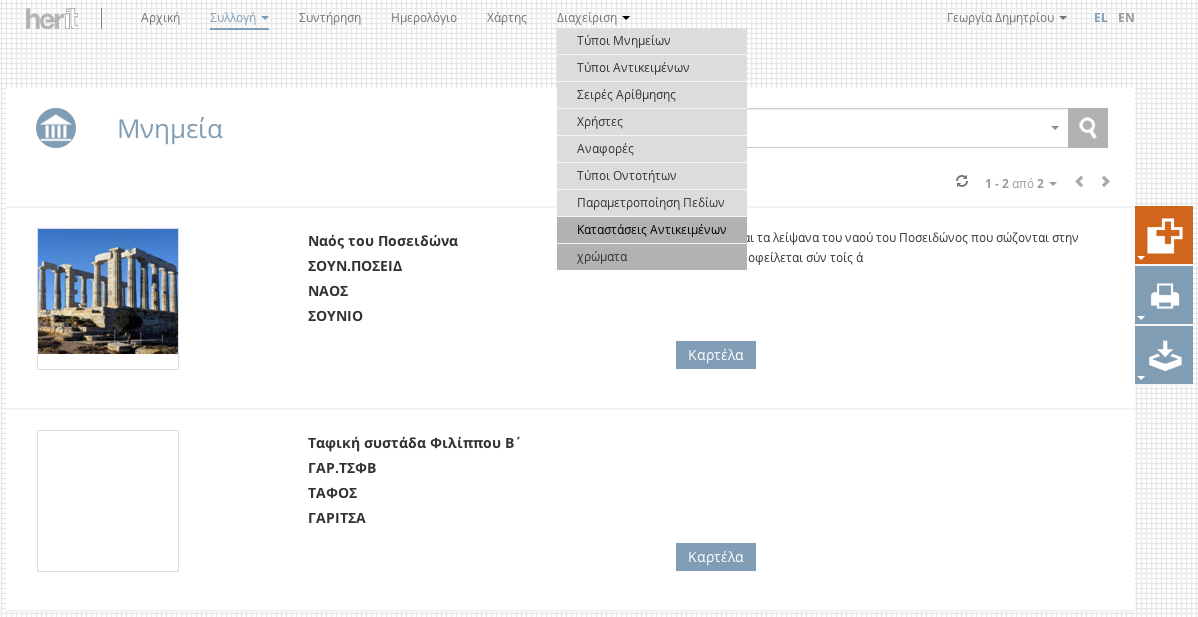 herit
Αρχική Συλλογή Συντήρηση Ημερολόγιο Χάρτης Διαχείριση Γεωργία Δημητρίου EL EN
Τύποι Μνημείων
Τύποι Αντικειμένων
Σειρές Αρίθμησης
Χρήστες
Αναφορές
Τύποι Οντοτήτων
Παραμετροποίηση Πεδίων
Καταστάσεις Αντικειμένων
χρώματα
Μνημεία
1 - 2 από 2
Ναός του Ποσειδώνα
ΣΟΥΝ.ΠΟΣΕΙΔ
ΝΑΟΣ
ΣΟΥΝΙΟ
αι τα λείψανα του ναού του Ποσειδώνος που σώζονται στην
οφείλεται σύν τοίς ά
Καρτέλα
Ταφική συστάδα Φιλίππου Β΄
ΓΑΡ.ΤΣΦΒ
ΤΑΦΟΣ
ΓΑΡΙΤΣΑ
Καρτέλα